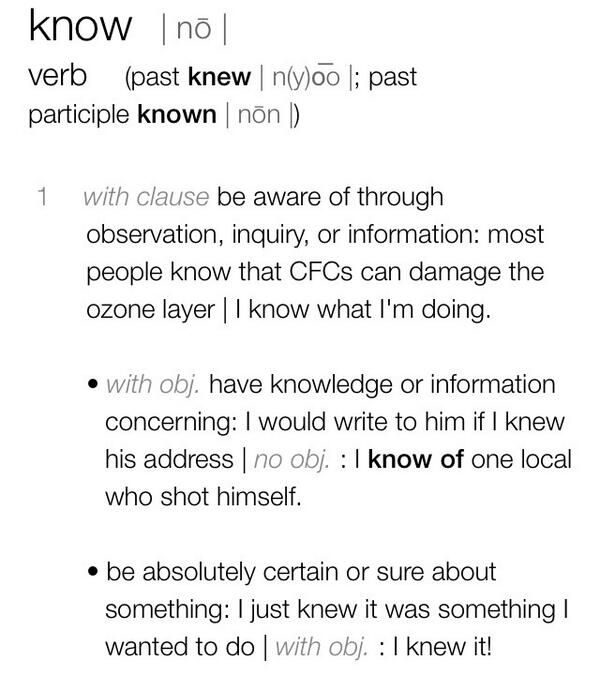 know | nō |
verb (past knew | n(y)o͞o |; past
participle known | nōn |)
1 with clause be aware of through
observation, inquiry, or information: most
people know that CFCs can damage the
ozone layer | I know what I'm doing.
• with obj. have knowledge or information
concerning: I would write to him if I knew
his address | no obj. : I know of one local
who shot himself.
• be absolutely certain or sure about
something: I just knew it was something I
wanted to do | with obj. : I knew it!